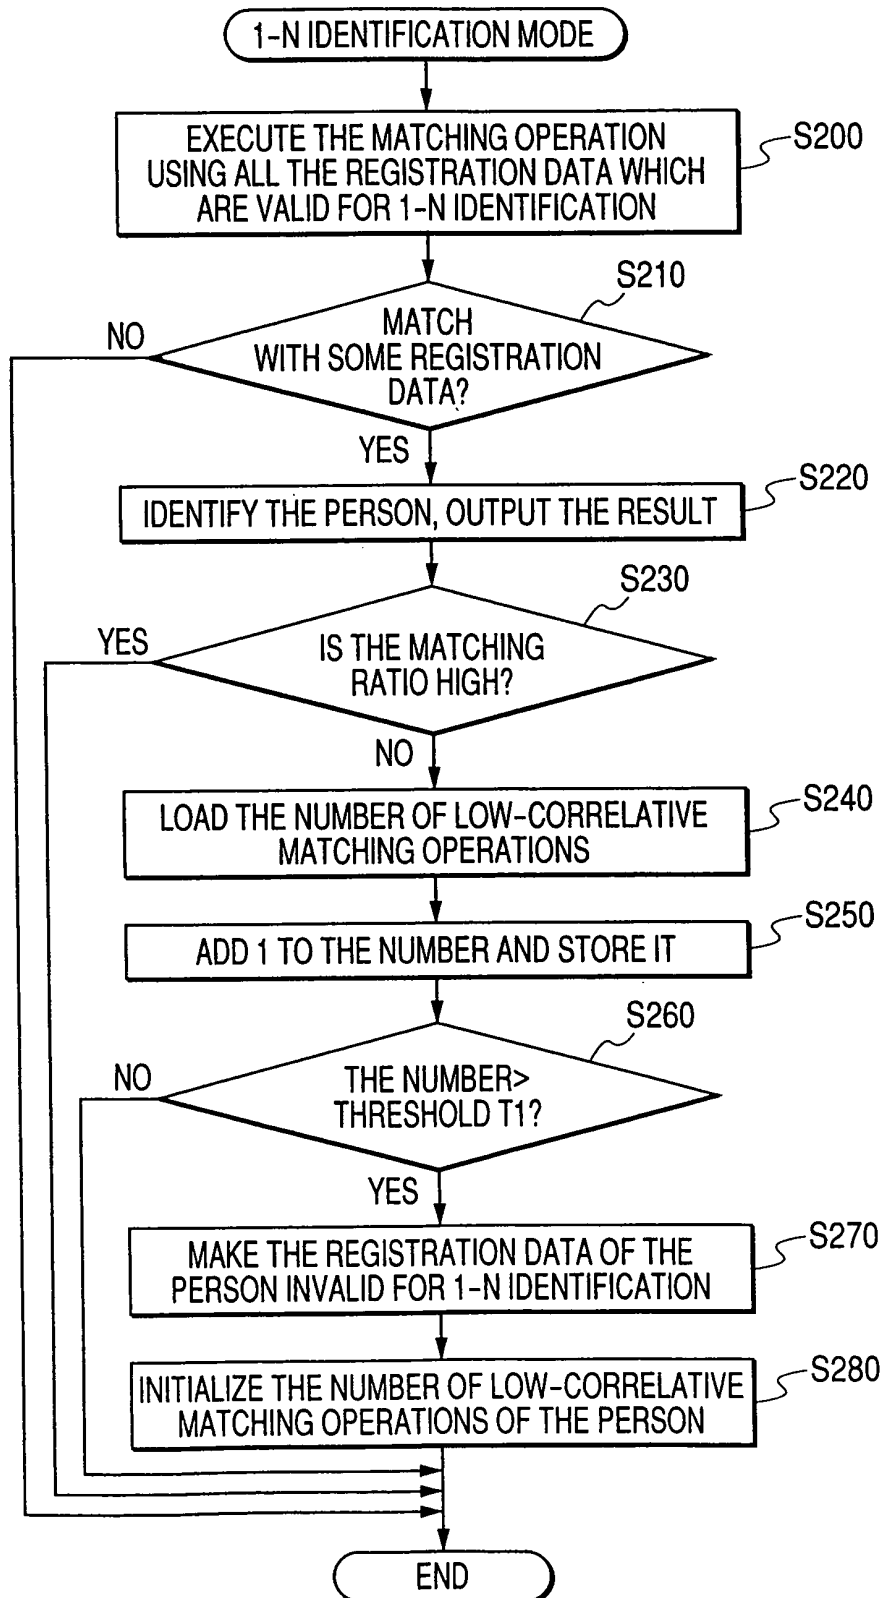 1-N IDENTIFICATION MODE
EXECUTE THE MATCHING OPERATION
USING ALL THE REGISTRATION DATA WHICH
ARE VALID FOR 1-N IDENTIFICATION
S200
S210
MATCH
WITH SOME REGISTRATION
DATA?
NO
YES
S220
IDENTIFY THE PERSON, OUTPUT THE RESULT
S230
IS THE MATCHING
RATIO HIGH?
YES
NO
S240
LOAD THE NUMBER OF LOW-CORRELATIVE
MATCHING OPERATIONS
S250
ADD 1 TO THE NUMBER AND STORE IT
S260
THE NUMBER>
THRESHOLD T1?
NO
YES
S270
MAKE THE REGISTRATION DATA OF THE
PERSON INVALID FOR 1-N IDENTIFICATION
S280
INITIALIZE THE NUMBER OF LOW-CORRELATIVE
MATCHING OPERATIONS OF THE PERSON
END